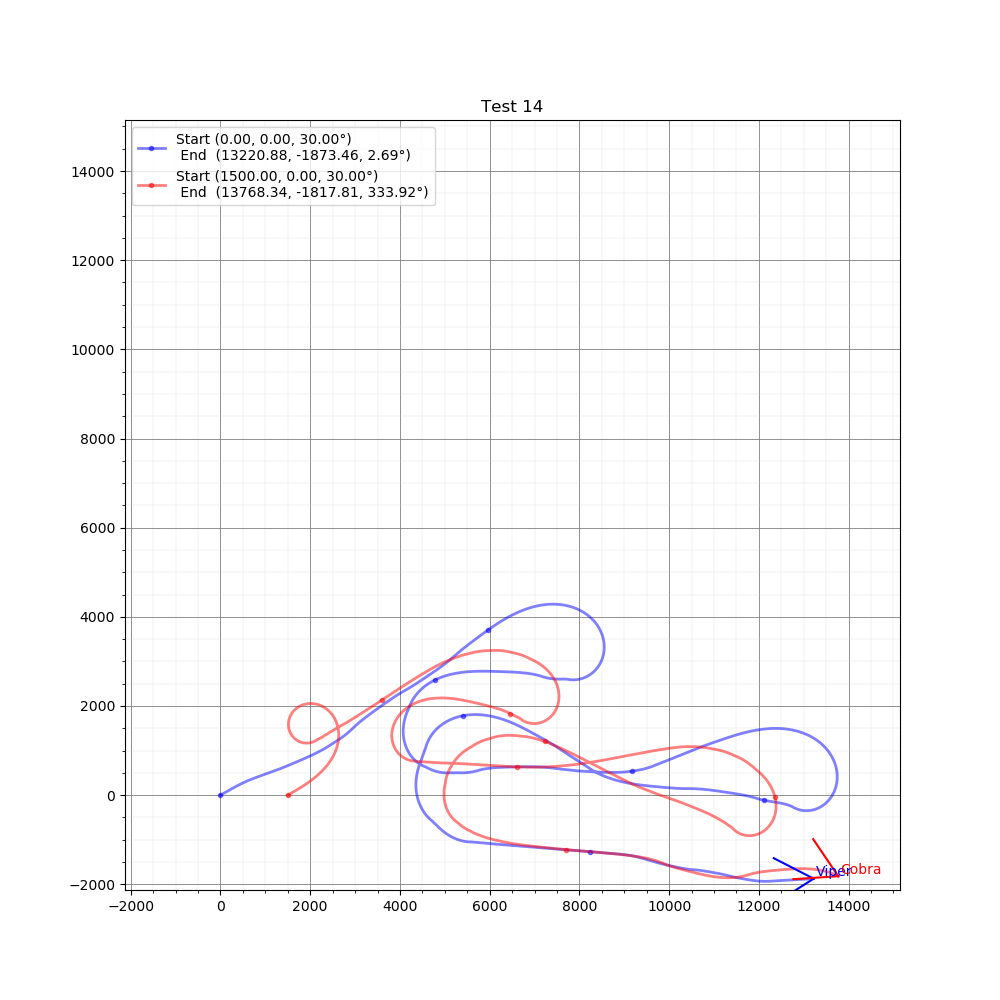 Test 14
Start (0.00, 0.00, 30.00°)
End (13220.88, -1873.46, 2.69°)
Start (1500.00, 0.00, 30.00°)
End (13768.34, -1817.81, 333.92°)
14000
12000
10000
8000
6000
4000
2000
0
−2000
Viper
Cobra
−2000 0 2000 4000 6000 8000 10000 12000 14000